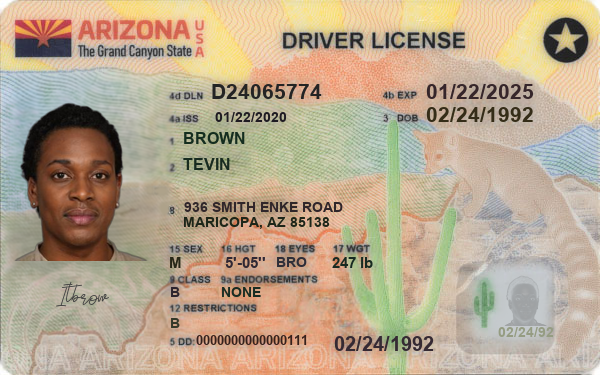 ARIZONA USA
The Grand Canyon State
DRIVER LICENSE
4d DLN D24065774
4b EXP 01/22/2025
4a ISS 01/22/2020
3 DOB 02/24/1992
1 BROWN
2 TEVIN
8 936 SMITH ENKE ROAD
MARICOPA, AZ 85138
15 SEX 16 HGT 18 EYES 17 WGT
M 5'-05" BRO 247 lb
9 CLASS 9a ENDORSEMENTS
B NONE
12 RESTRICTIONS
B
5 DD: 0000000000000111
02/24/1992
02/24/92
Itbrow
ONA ARIZONA ARIZONA ARIZONA ARIZONA ARIZ